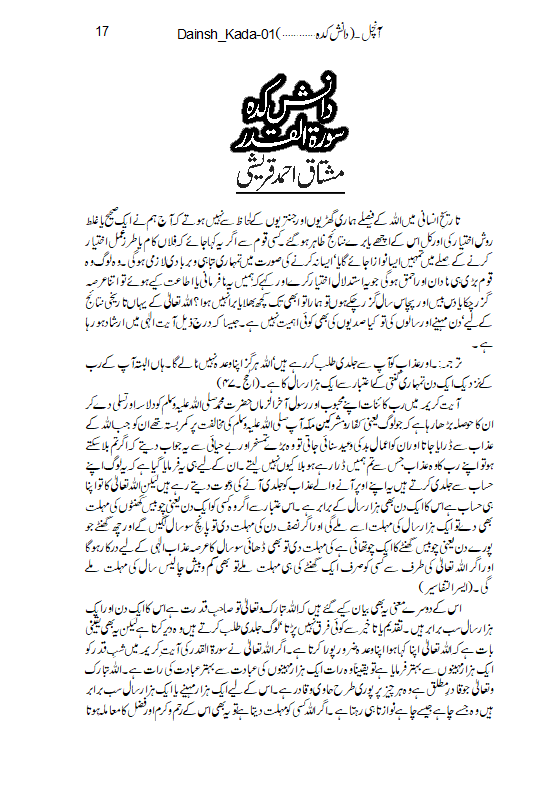 17 Dainsh_Kada-01(............ دانش کدہ)۔ آنچل
دانش کدہ
سورۃ القدر
مشتاق احمد قریشی
تاریخِ انسانی میں اللہ کے فیصلے ہماری گھڑیوں اور جنتریوں کے لحاظ سے نہیں ہوتے کہ آج ہم نے ایک صحیح یا غلط
روش اختیار کی اور کل اس کے اچھے یا برے نتائج ظاہر ہو گئے۔ کسی قوم سے اگر یہ کہا جائے کہ فلاں کام یا طرزِ عمل اختیار
کرنے کے صلے میں تمہیں ایسا نوازا جائے گا یا ایسا نہ کرنے کی صورت میں تمہاری تباہی و بربادی لازمی ہوگی۔ وہ لوگ وہ
قوم بڑی ہی نادان اور احمق ہوگی جو یہ استدلال اختیار کرے اور کہے کہ ہمیں یہ نافرمانی یا اطاعت کیے ہوئے تو اتنا عرصہ
گزر چکا یا دس بیس اور پچاس سال گزر چکے ہوں تو ہمارا تو ابھی تک کچھ بھلا یا برا نہیں ہوا؟ اللہ تعالیٰ کے یہاں تاریخی نتائج
کے لیے دن مہینے اور سالوں کی تو کیا صدیوں کی بھی کوئی اہمیت نہیں ہے۔ جیسا کہ درج ذیل آیتِ الٰہی میں ارشاد ہو رہا
ہے۔
ترجمہ:۔ اور عذاب کو آپ سے جلدی طلب کر رہے ہیں اللہ ہرگز اپنا وعدہ نہیں ٹالے گا۔ ہاں البتہ آپ کے رب
کے نزدیک ایک دن تمہاری گنتی کے اعتبار سے ایک ہزار سال کا ہے۔ (الحج۔۴۷)
آیتِ کریمہ میں رب کائنات اپنے محبوب اور رسول آخر الزماں حضرت محمد صلی اللہ علیہ وسلم کو دلاسہ اور تسلی دے کر
ان کا حوصلہ بڑھا رہا ہے کہ جو لوگ یعنی کفار و مشرکینِ مکہ آپ صلی اللہ علیہ وسلم کی مخالفت پر کمر بستہ تھے ان کو جب اللہ کے
عذاب سے ڈرایا جاتا اور ان کو اعمالِ بد کی وعید سنائی جاتی تو وہ بڑے تمسخر اور بے حیائی سے یہ جواب دیتے کہ اگر تم بلا سکتے
ہو تو اپنے رب کا وہ عذاب جس سے تم ہمیں ڈرا رہے ہو بلا کیوں نہیں لیتے۔ ان کے لیے ہی یہ فرمایا گیا ہے کہ یہ لوگ اپنے
حساب سے جلدی کرتے ہیں یہ اپنے اوپر آنے والے عذاب کو جلدی آنے کی دعوت دیتے رہے ہیں لیکن اللہ تعالیٰ کا تو اپنا
ہی حساب ہے اس کا ایک دن بھی ہزار سال کے برابر ہے۔ اس اعتبار سے اگر وہ کسی کو ایک دن یعنی چوبیس گھنٹوں کی مہلت
بھی دے تو ایک ہزار سال کی مہلت اسے ملے گی اور اگر نصف دن کی مہلت دی تو پانچ سو سال لگیں گے اور چھ گھنٹے جو
پورے دن یعنی چوبیس گھنٹے کا ایک چوتھائی ہے کی مہلت دی تو بھی ڈھائی سو سال کا عرصہ عذابِ الٰہی کے لیے درکار ہوگا
اور اگر اللہ تعالیٰ کی طرف سے کسی کو صرف ایک گھنٹے کی ہی مہلت ملے تو بھی کم و بیش چالیس سال کی مہلت ملے
گی۔ (ایسر التفاسیر)
اس کے دوسرے معنی یہ بھی بیان کیے گئے ہیں کہ اللہ تبارک و تعالیٰ تو صاحبِ قدرت ہے اس کا ایک دن اور ایک
ہزار سال سب برابر ہیں۔ تقدیم یا تاخیر سے کوئی فرق نہیں پڑتا لوگ جلدی طلب کرتے ہیں وہ دیر کرتا ہے لیکن یہ بھی یقینی
بات ہے کہ اللہ تعالیٰ اپنا کہا ہوا اپنا وعدہ ضرور پورا کرتا ہے۔ اگر اللہ تعالیٰ نے سورۃ القدر کی آیتِ کریمہ میں شبِ قدر کو
ایک ہزار مہینوں سے بہتر فرمایا ہے تو یقیناً وہ رات ایک ہزار مہینوں کی عبادت سے بہتر عبادت کی رات ہے۔ اللہ تبارک
و تعالیٰ جو قادرِ مطلق ہے وہ ہر چیز پر پوری طرح حاوی و قادر ہے۔ اس کے لیے ایک ہزار مہینے یا ایک ہزار سال سب برابر
ہیں وہ جسے چاہے جیسے چاہے نوازتا ہی رہتا ہے۔ اگر اللہ کسی کو مہلت دیتا ہے تو یہ بھی اس کے رحم و کرم اور فضل کا معاملہ ہوتا